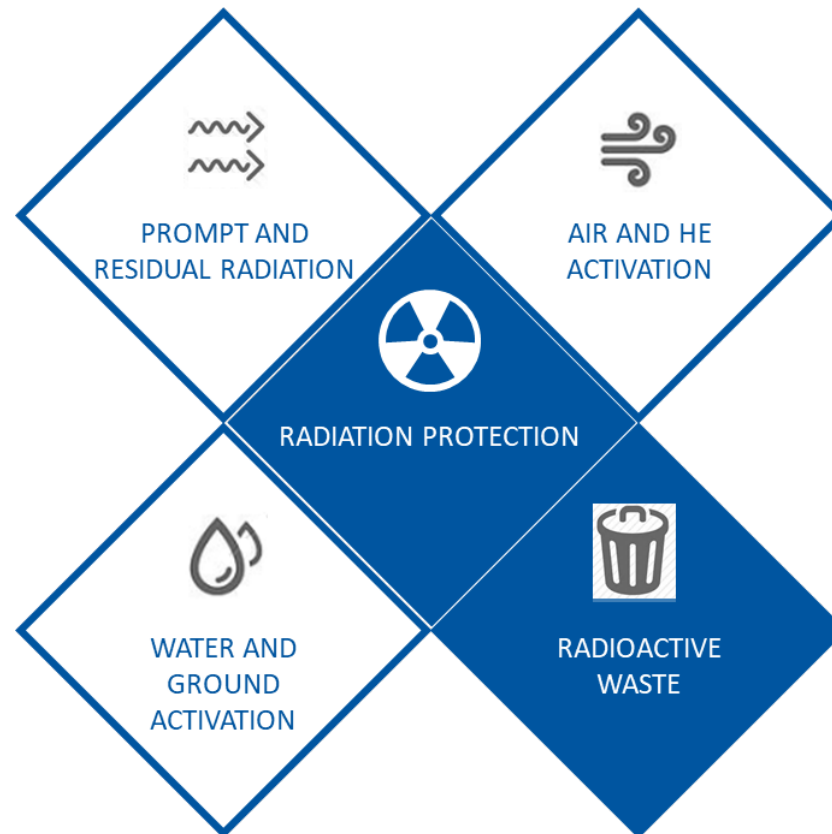 PROMPT AND
RESIDUAL RADIATION
AIR AND HE
ACTIVATION
RADIATION PROTECTION
WATER AND
GROUND
ACTIVATION
RADIOACTIVE
WASTE